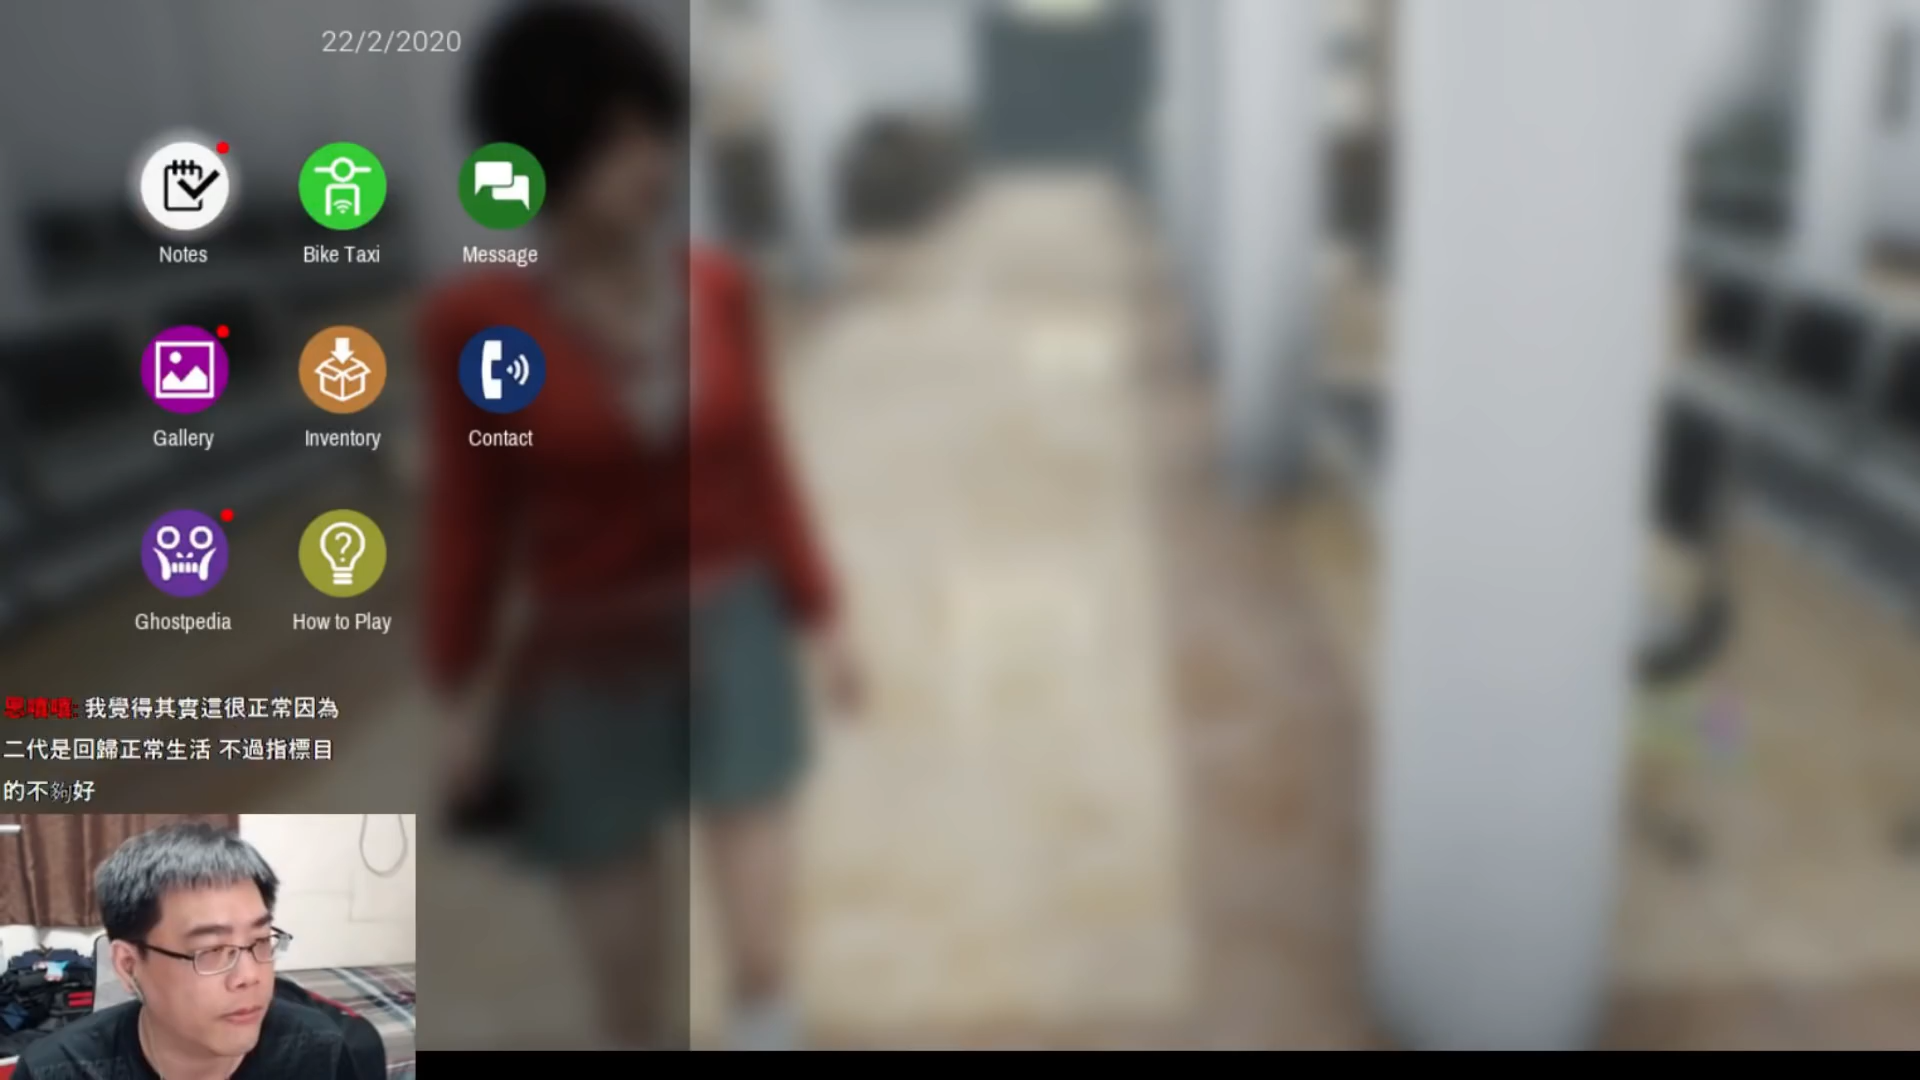 22/2/2020
Notes
Bike Taxi
Message
Gallery
Inventory
Contact
Ghostpedia
How to Play
我覺得其實這很正常因為
二代是回歸正常生活 不過指標目
的不夠好